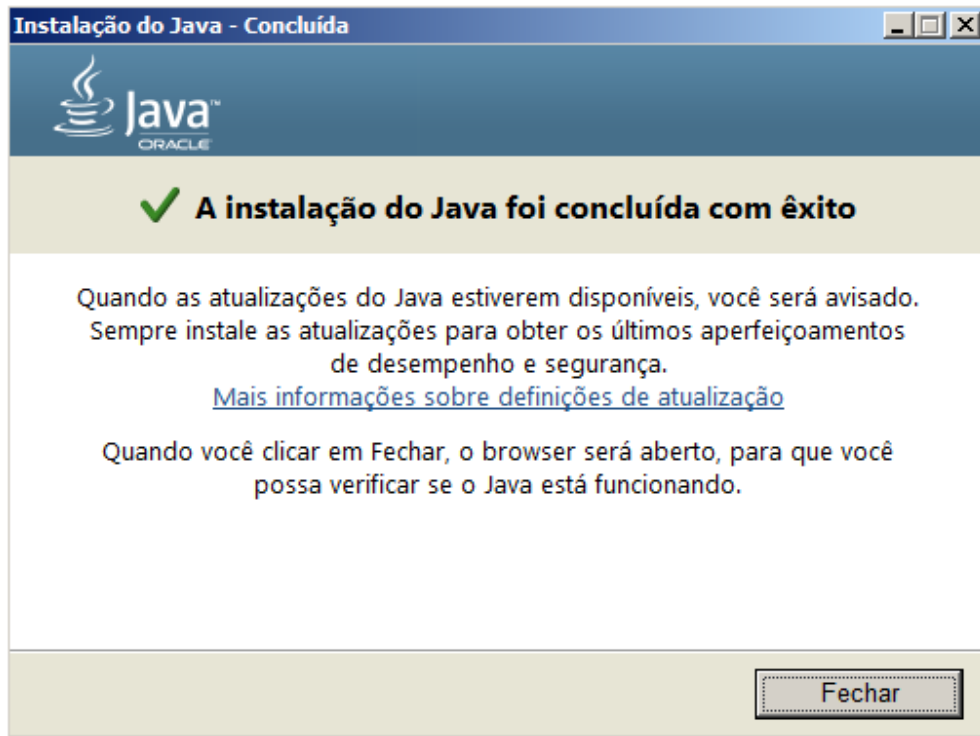 Instalação do Java - Concluída
Java™
ORACLE
A instalação do Java foi concluída com êxito
Quando as atualizações do Java estiverem disponíveis, você será avisado.
Sempre instale as atualizações para obter os últimos aperfeiçoamentos
de desempenho e segurança.
Mais informações sobre definições de atualização
Quando você clicar em Fechar, o browser será aberto, para que você
possa verificar se o Java está funcionando.
Fechar